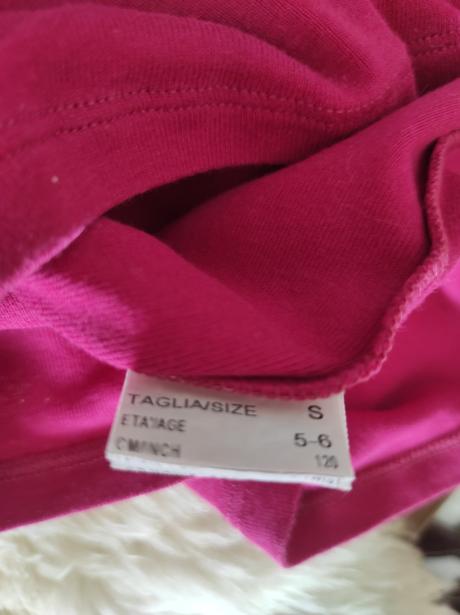 TAGLIA/SIZE S
ETA'/AGE 5-6
CM/INCH 120